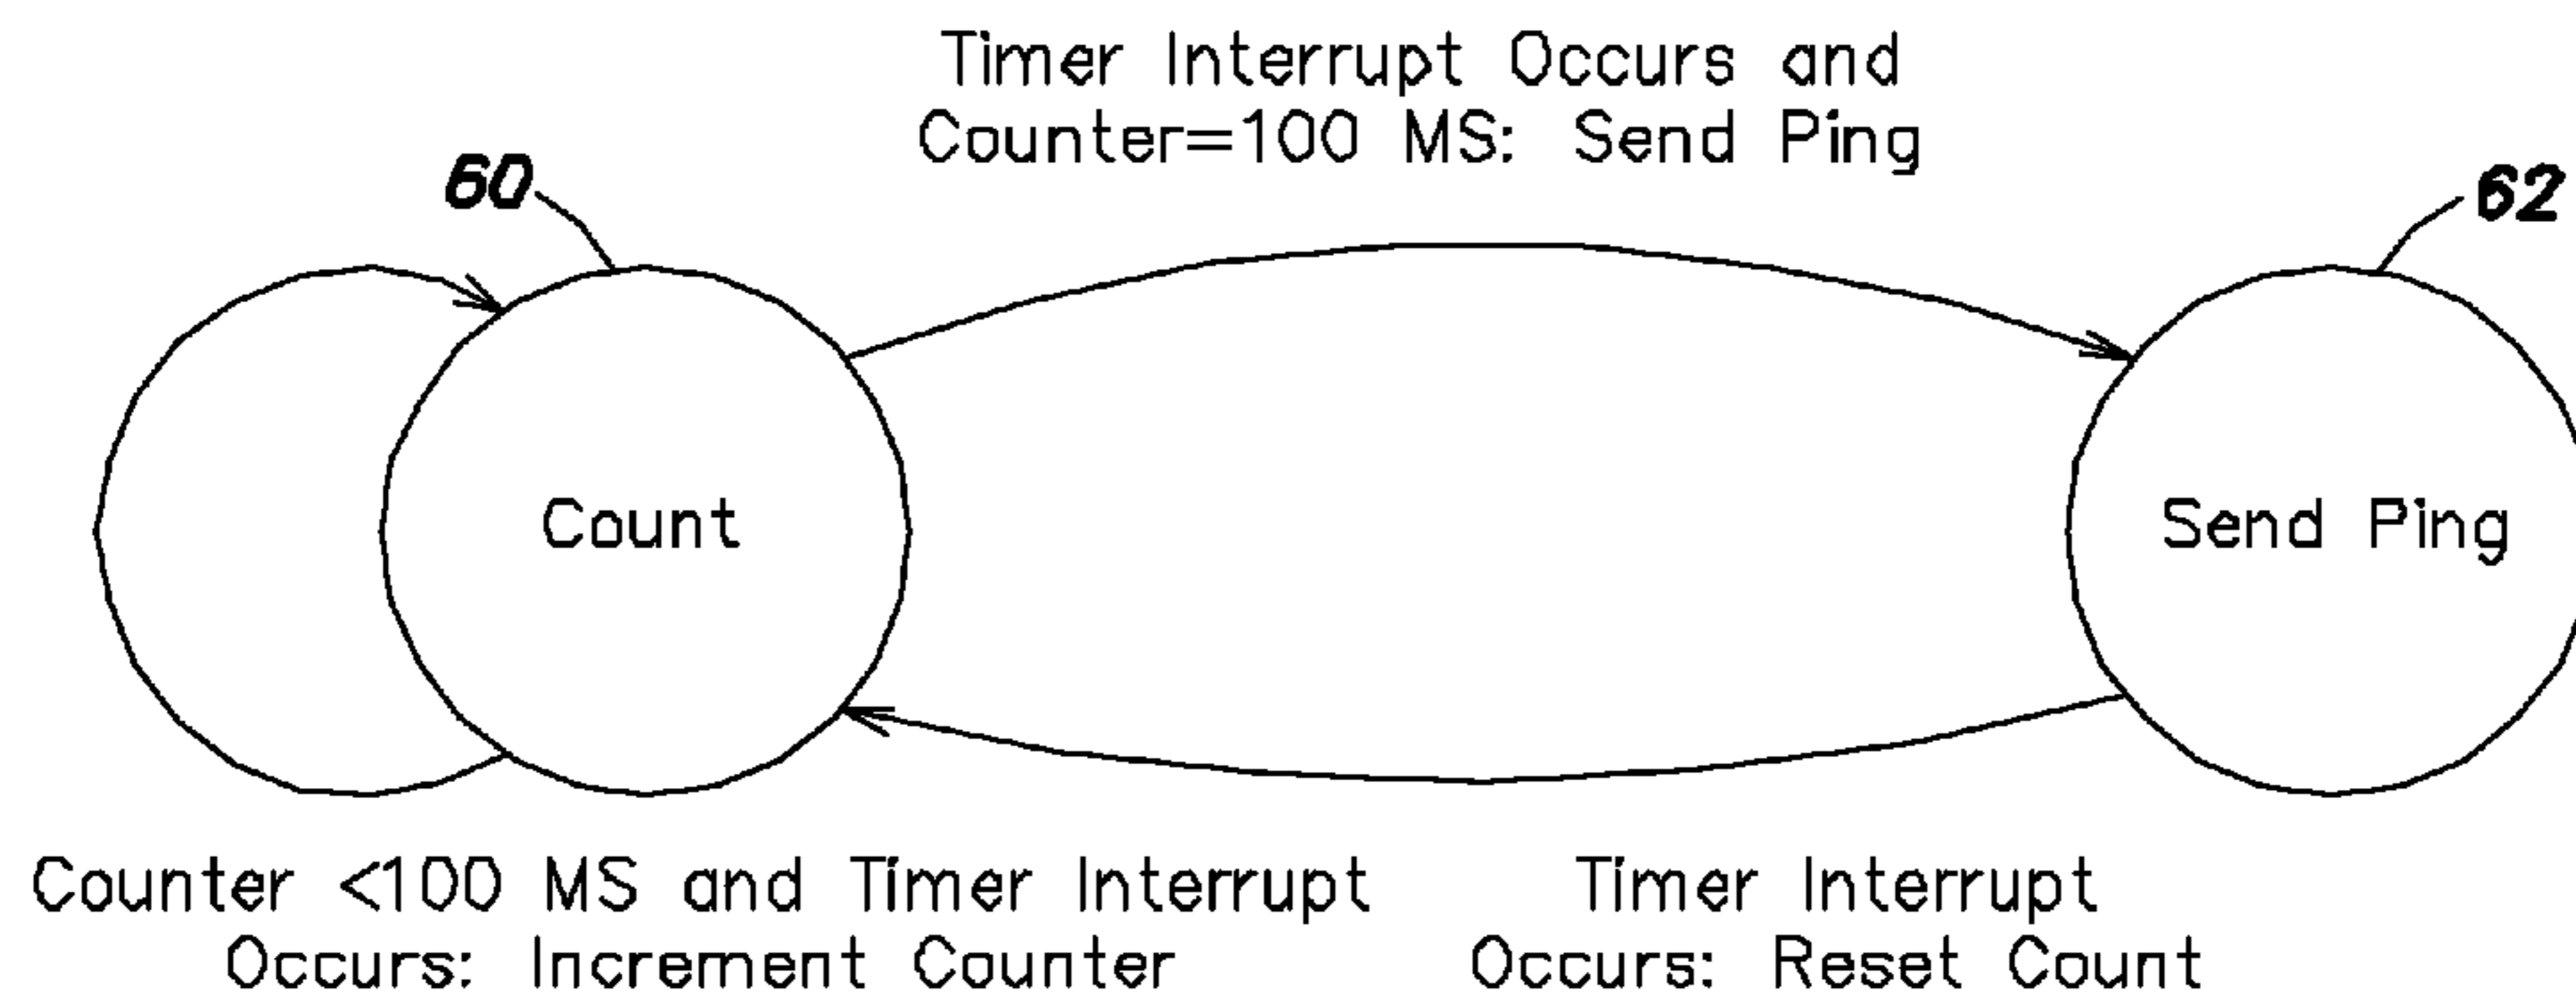 Timer Interrupt Occurs and
Counter=100 MS: Send Ping
60
62
Count
Send Ping
Counter <100 MS and Timer Interrupt
Occurs: Increment Counter
Timer Interrupt
Occurs: Reset Count